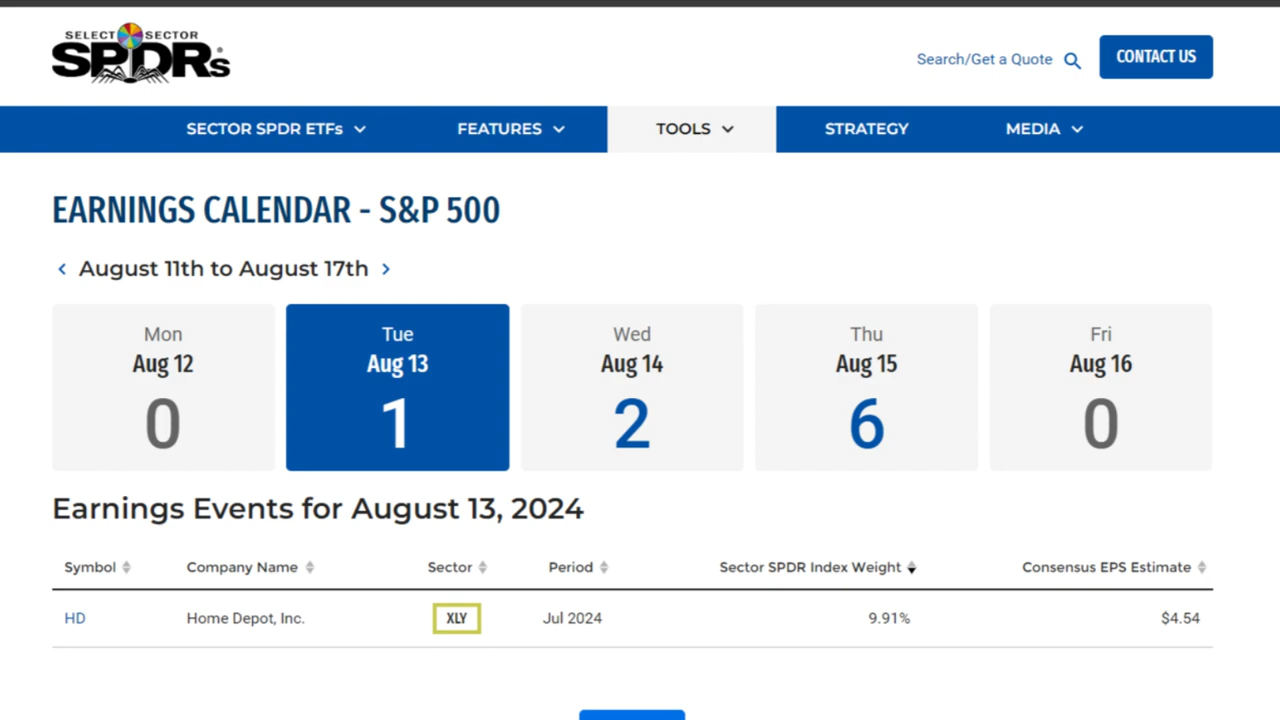 SELECT SECTOR
SPDRs
Search/Get a Quote
CONTACT US
SECTOR SPDR ETFs FEATURES TOOLS STRATEGY MEDIA
EARNINGS CALENDAR - S&P 500
August 11th to August 17th
Mon Tue Wed Thu Fri
Aug 12 Aug 13 Aug 14 Aug 15 Aug 16
0 1 2 6 0
Earnings Events for August 13, 2024
Symbol Company Name Sector Period Sector SPDR Index Weight Consensus EPS Estimate
HD Home Depot, Inc. XLY Jul 2024 9.91% $4.54